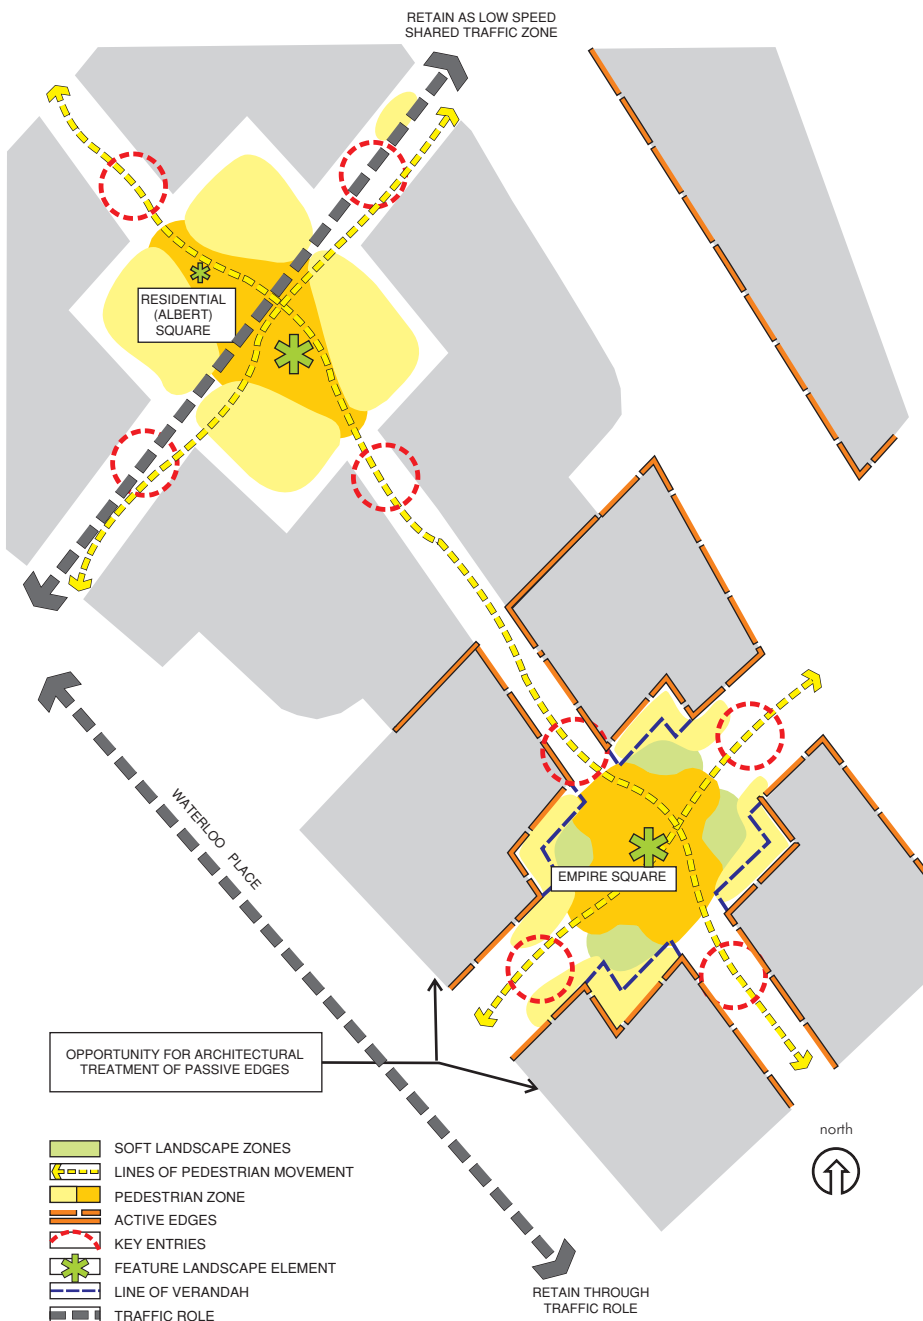 RETAIN AS LOW SPEED
SHARED TRAFFIC ZONE
RESIDENTIAL
(ALBERT)
SQUARE
WATERLOO PLACE
EMPIRE SQUARE
OPPORTUNITY FOR ARCHITECTURAL
TREATMENT OF PASSIVE EDGES
north
SOFT LANDSCAPE ZONES
LINES OF PEDESTRIAN MOVEMENT
PEDESTRIAN ZONE
ACTIVE EDGES
KEY ENTRIES
FEATURE LANDSCAPE ELEMENT
LINE OF VERANDAH
TRAFFIC ROLE
RETAIN THROUGH
TRAFFIC ROLE